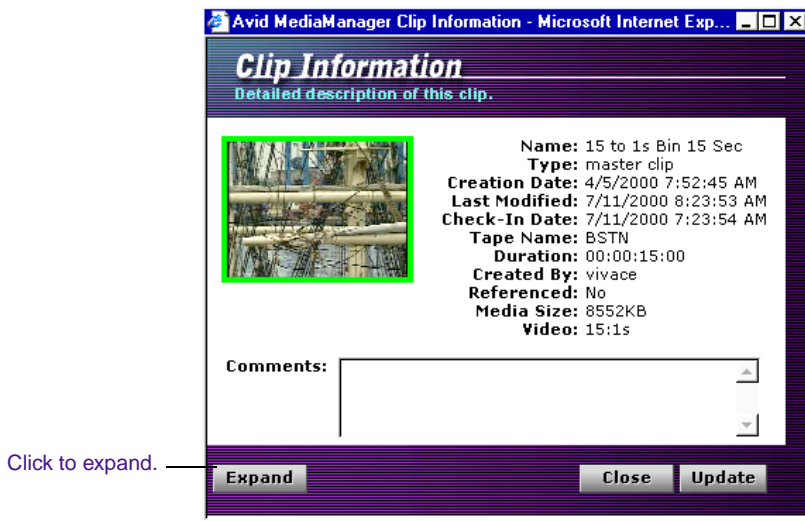 Avid MediaManager Clip Information - Microsoft Internet Exp...
Clip Information
Detailed description of this clip.
Name: 15 to 1s Bin 15 Sec
Type: master clip
Creation Date: 4/5/2000 7:52:45 AM
Last Modified: 7/11/2000 8:23:53 AM
Check-In Date: 7/11/2000 7:23:54 AM
Tape Name: BSTN
Duration: 00:00:15:00
Created By: vivace
Referenced: No
Media Size: 8552KB
Video: 15:1s
Comments:
Click to expand.
Expand Close Update